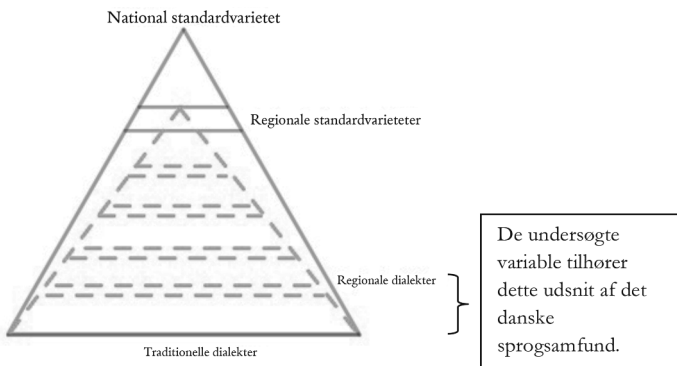 National standardvarietet
Regionale standardvarieteter
Regionale dialekter
Traditionelle dialekter
De undersøgte
variable tilhører
dette udsnit af det
danske
sprogsamfund.